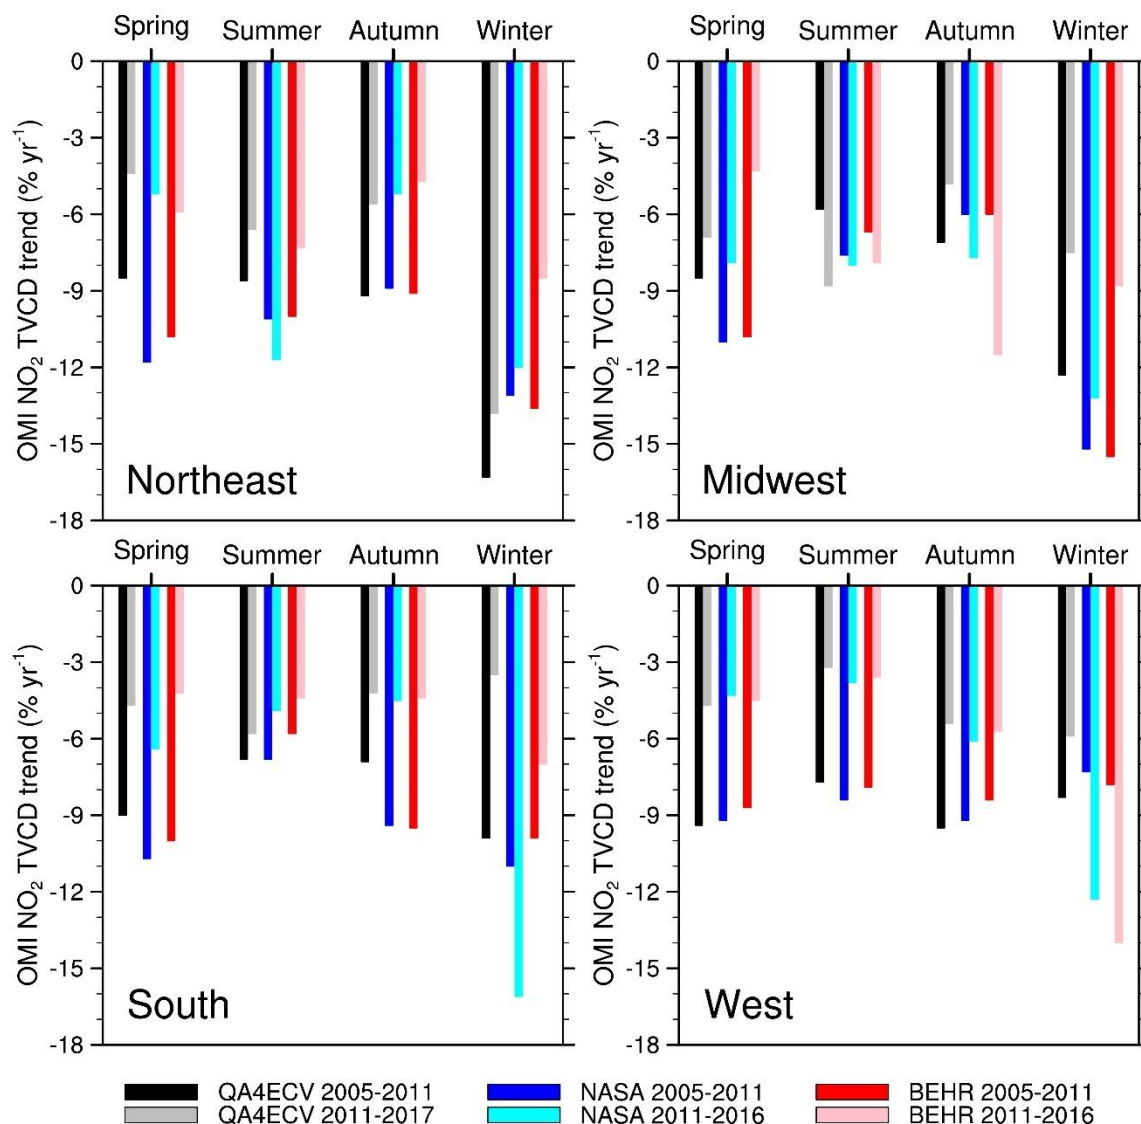 Spring Summer Autumn Winter
0
-3
-6
-9
-12
-15
-18
OMI NO₂ TVCD trend (% yr⁻¹)
Northeast
Spring Summer Autumn Winter
0
-3
-6
-9
-12
-15
-18
OMI NO₂ TVCD trend (% yr⁻¹)
Midwest
Spring Summer Autumn Winter
0
-3
-6
-9
-12
-15
-18
OMI NO₂ TVCD trend (% yr⁻¹)
South
Spring Summer Autumn Winter
0
-3
-6
-9
-12
-15
-18
OMI NO₂ TVCD trend (% yr⁻¹)
West
QA4ECV 2005-2011 NASA 2005-2011 BEHR 2005-2011
QA4ECV 2011-2017 NASA 2011-2016 BEHR 2011-2016